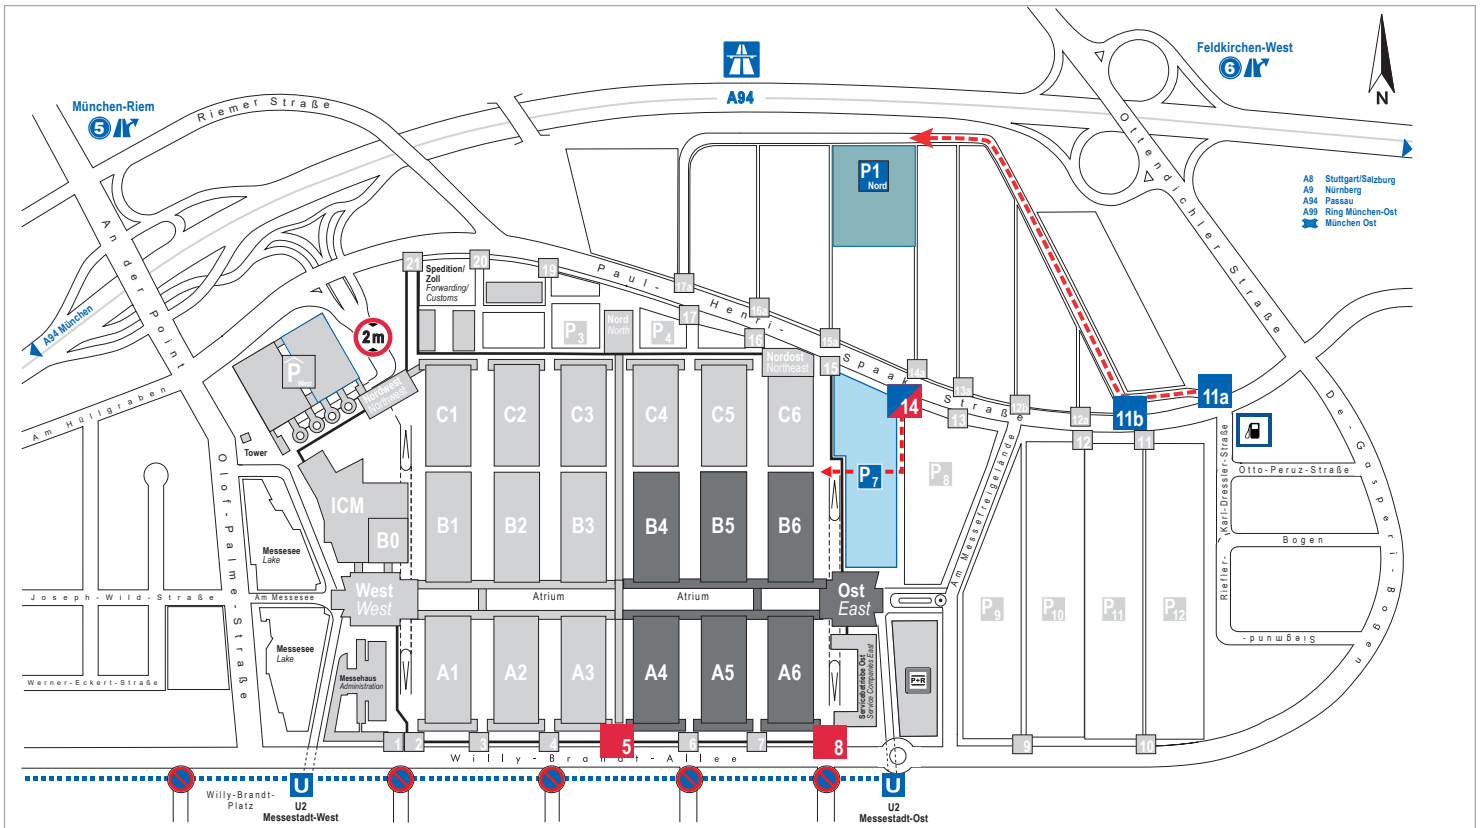 A94
Feldkirchen-West
6
N
München-Riem
5
Riemer Straße
An der Point
A94 München
Ottendichler Straße
A8 Stuttgart/Salzburg
A9 Nürnberg
A94 Passau
A99 Ring München-Ost
München Ost
P1
Nord
21
Spedition/
Zoll
Forwarding/
Customs
20
19
Paul-Henri-Spaak-Straße
17a
16a
15a
14a
13a
12b
12a
11b
11a
2m
P3
Nord
North
P4
17
16
15
Nordost
Northeast
14
13
12
11
P
West
Nordwest
Northwest
Am Hüllgraben
Tower
Olof-Palme-Straße
C1
C2
C3
C4
C5
C6
P7
P8
Am Messefreigelände
Karl-Dressler-Straße
Otto-Peruz-Straße
De-Gasperi-Bogen
Riefler-
Bogen
Siegmund-
ICM
B0
B1
B2
B3
B4
B5
B6
Messesee
Lake
Am Messesee
Joseph-Wild-Straße
West
West
Atrium
Atrium
Ost
East
P9
P10
P11
P12
Messesee
Lake
Werner-Eckert-Straße
Messehaus
Administration
A1
A2
A3
A4
A5
A6
Servicebetriebe Ost
Service Companies East
P+R
1
2
3
4
5
6
7
8
9
10
Willy-Brandt-Allee
Willy-Brandt-
Platz
U
U2
Messestadt-West
U
U2
Messestadt-Ost